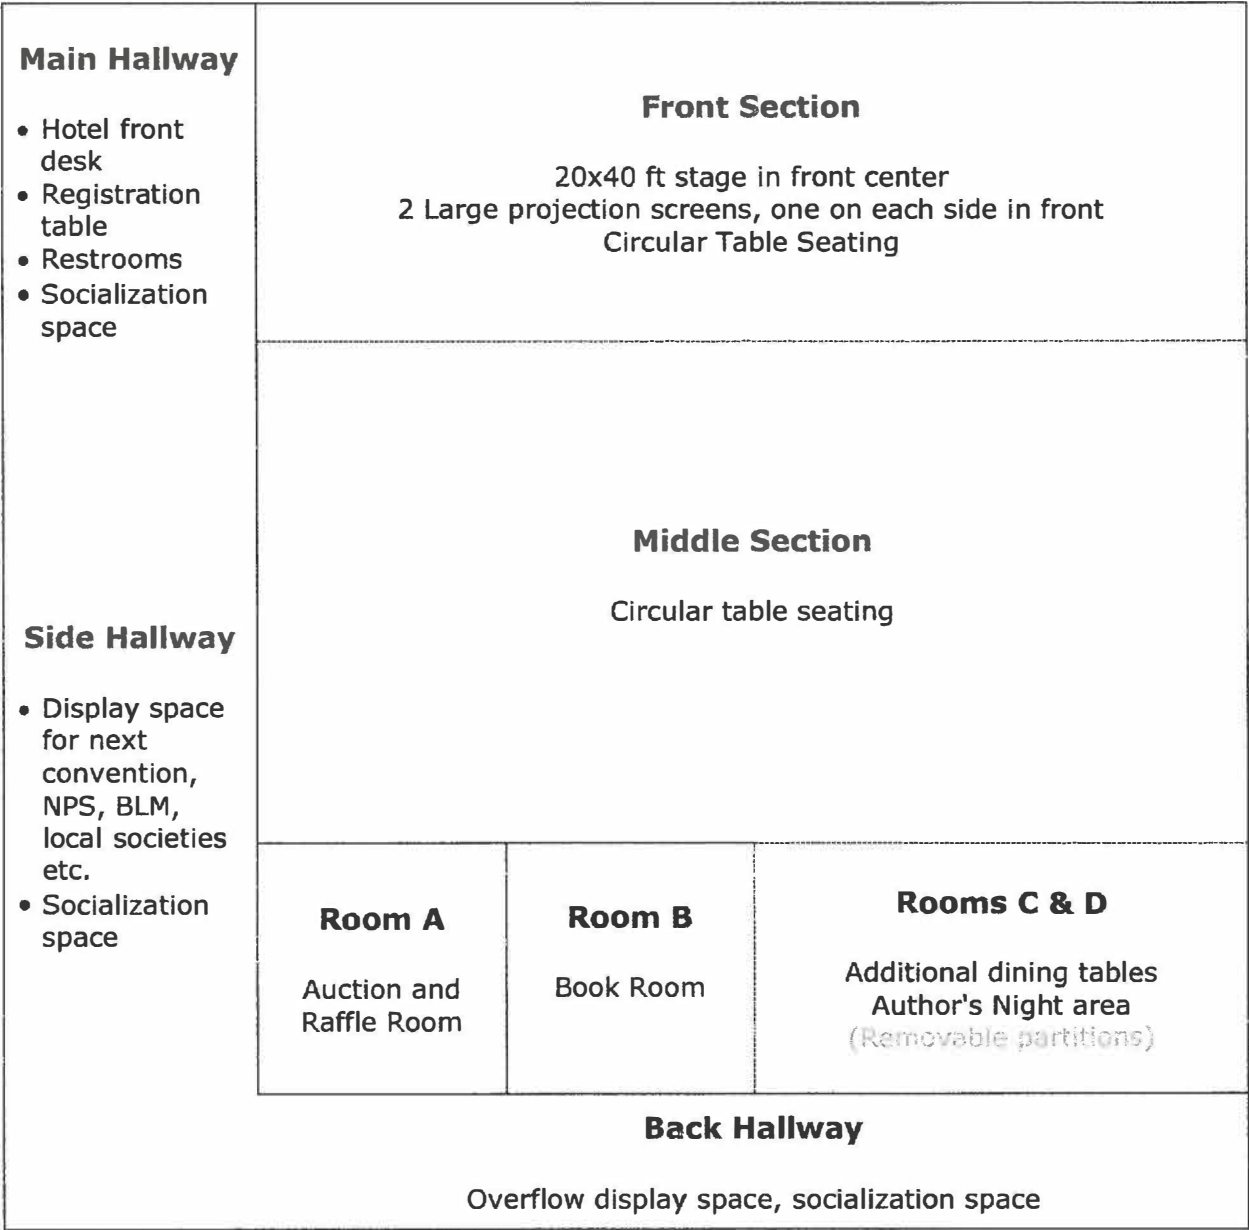 Main Hallway
• Hotel front
desk
• Registration
table
• Restrooms
• Socialization
space
Side Hallway
• Display space
for next
convention,
NPS, BLM,
local societies
etc.
• Socialization
space
Front Section
20x40 ft stage in front center
2 Large projection screens, one on each side in front
Circular Table Seating
Middle Section
Circular table seating
Room A
Auction and
Raffle Room
Room B
Book Room
Rooms C & D
Additional dining tables
Author's Night area
(Removable partitions)
Back Hallway
Overflow display space, socialization space